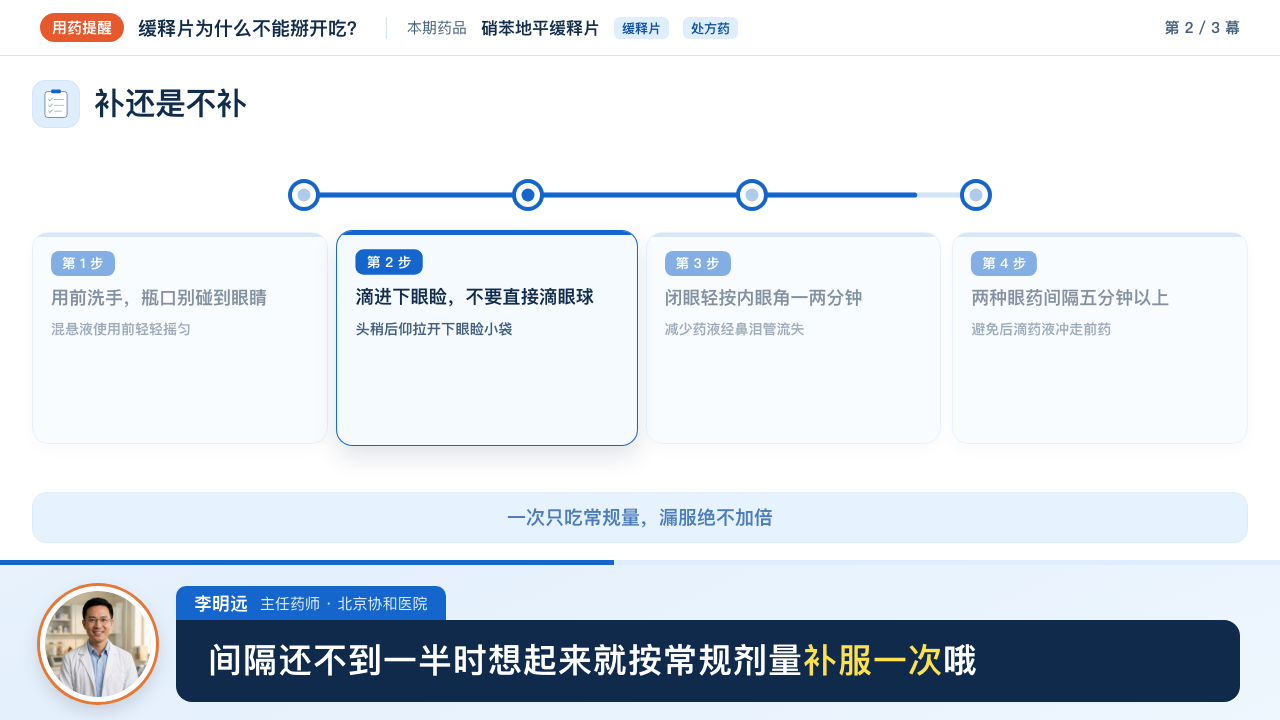 用药提醒 缓释片为什么不能掰开吃? 本期药品 硝苯地平缓释片 缓释片 处方药 第 2 / 3 幕
补还是不补
第 1 步
用前洗手，瓶口别碰到眼睛
混悬液使用前轻轻摇匀
第 2 步
滴进下眼睑，不要直接滴眼球
头稍后仰拉开下眼睑小袋
第 3 步
闭眼轻按内眼角一两分钟
减少药液经鼻泪管流失
第 4 步
两种眼药间隔五分钟以上
避免后滴药液冲走前药
一次只吃常规量，漏服绝不加倍
李明远 主任药师 · 北京协和医院
间隔还不到一半时想起来就按常规剂量补服一次哦